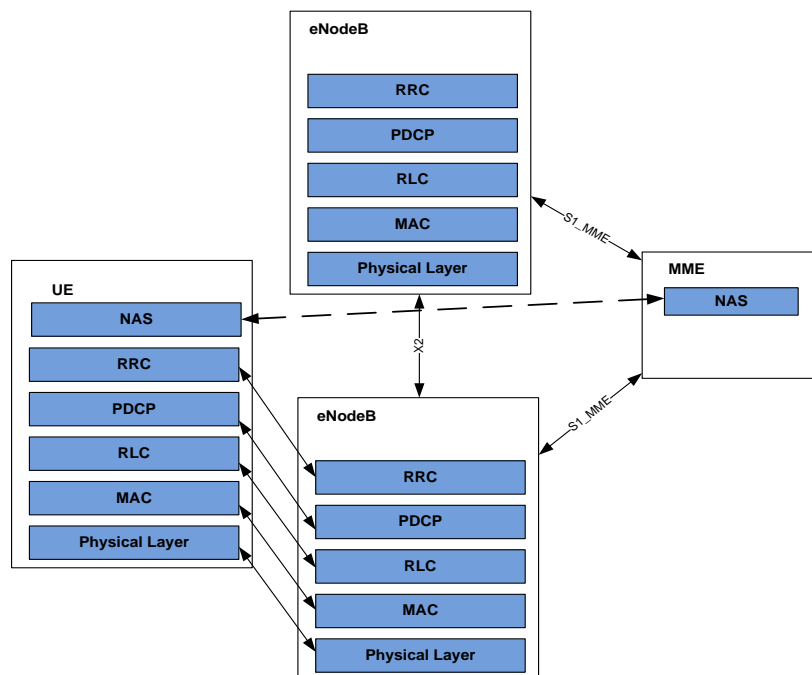 eNodeB
RRC
PDCP
RLC
MAC
Physical Layer
S1_MME
MME
NAS
UE
NAS
RRC
PDCP
RLC
MAC
Physical Layer
X2
S1_MME
eNodeB
RRC
PDCP
RLC
MAC
Physical Layer